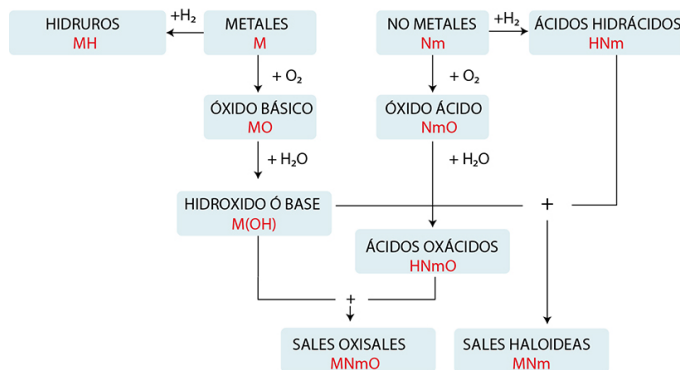 HIDRUROS
MH
+H₂
METALES
M
NO METALES
Nm
+H₂
ÁCIDOS HIDRÁCIDOS
HNm
+ O₂
+ O₂
ÓXIDO BÁSICO
MO
ÓXIDO ÁCIDO
NmO
+ H₂O
+ H₂O
HIDROXIDO Ó BASE
M(OH)
+
ÁCIDOS OXÁCIDOS
HNmO
+
SALES OXISALES
MNmO
SALES HALOIDEAS
MNm